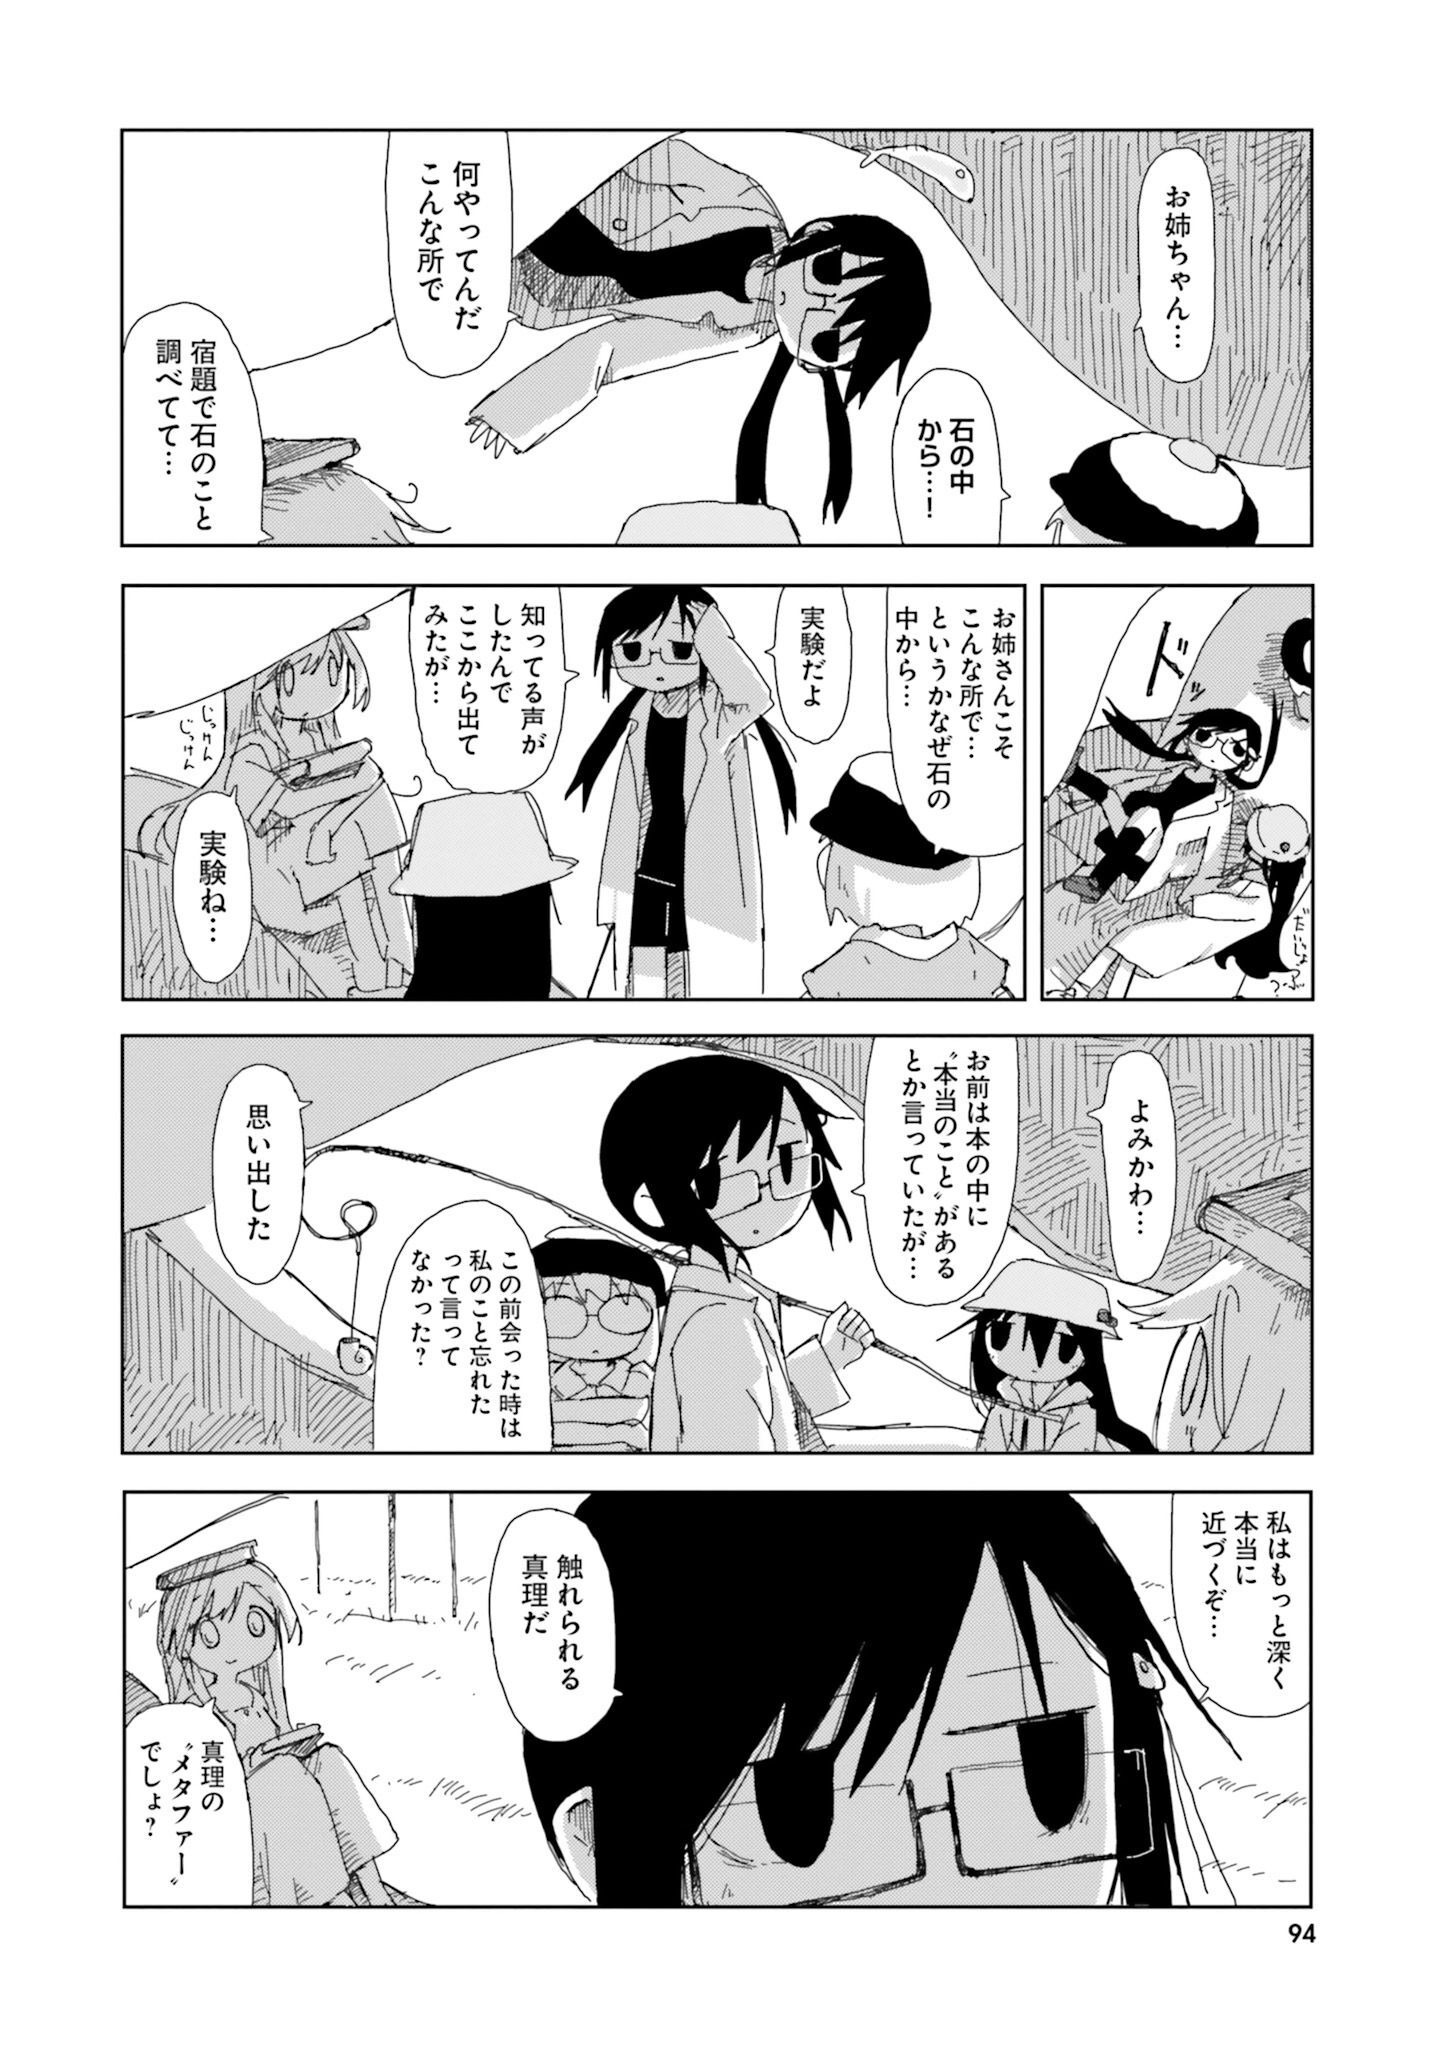 お姉ちゃん…
石の中
から…！
何やってんだ
こんな所で
宿題で石のこと
調べてて…
ドッ
だいじょーぶ？
お姉さんこそ
こんな所で…
というかなぜ石の
中から…
実験だよ
知ってる声が
したんで
ここから出て
みたが…
じっけん
じっけん
実験ね…
よみかわ…
お前は本の中に
〝本当のこと〟がある
とか言っていたが…
この前会った時は
私のこと忘れた
って言って
なかった？
思い出した
私はもっと深く
本当に
近づくぞ…
触れられる
真理だ
真理の
〝メタファー〟
でしょ？
94